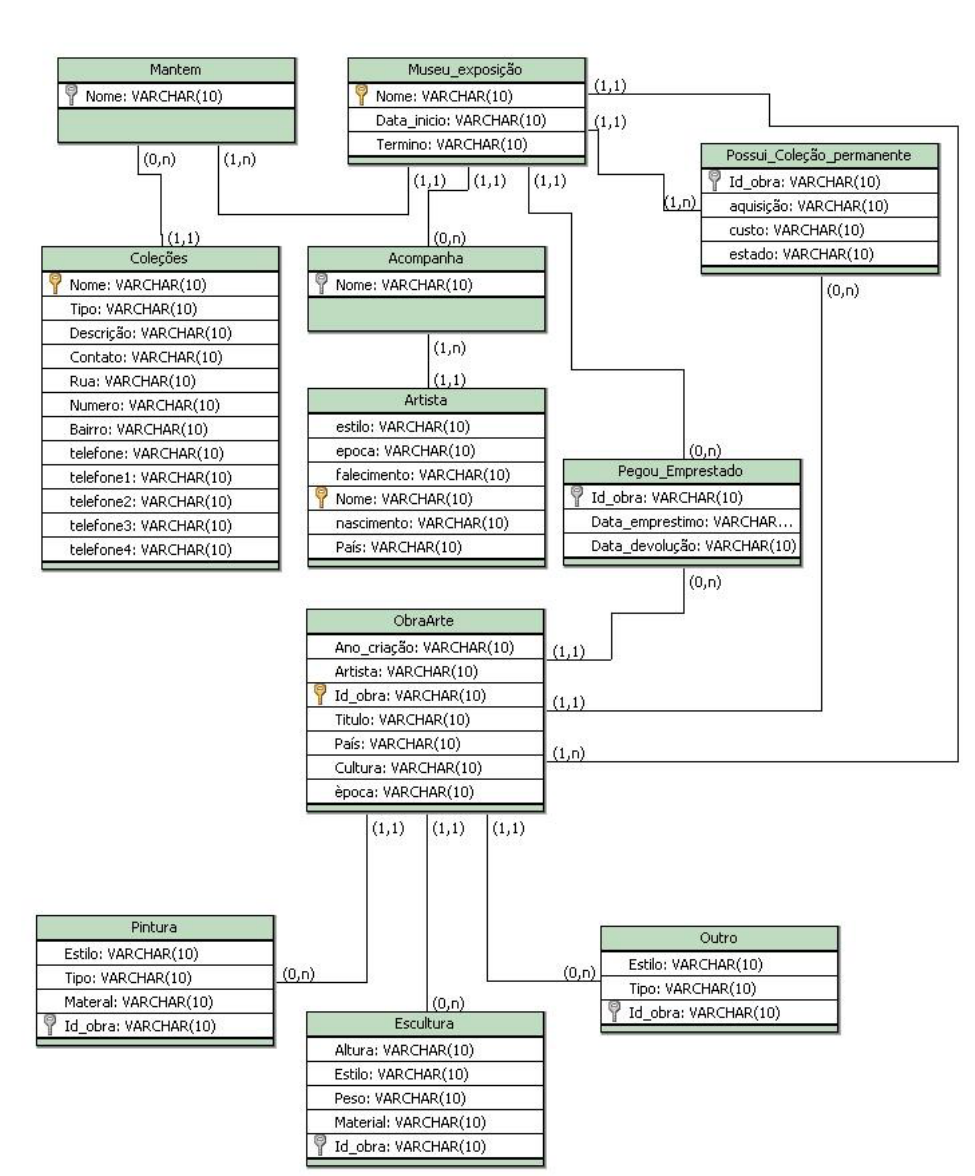 Mantem
Nome: VARCHAR(10)
(0,n)
(1,n)
Museu_exposição
Nome: VARCHAR(10)
Data_inicio: VARCHAR(10)
Termino: VARCHAR(10)
(1,1)
(1,1)
(1,1)
(1,1)
(1,1)
Possui_Coleção_permanente
Id_obra: VARCHAR(10)
aquisição: VARCHAR(10)
custo: VARCHAR(10)
estado: VARCHAR(10)
(1,n)
(0,n)
(1,1)
Coleções
Nome: VARCHAR(10)
Tipo: VARCHAR(10)
Descrição: VARCHAR(10)
Contato: VARCHAR(10)
Rua: VARCHAR(10)
Numero: VARCHAR(10)
Bairro: VARCHAR(10)
telefone: VARCHAR(10)
telefone1: VARCHAR(10)
telefone2: VARCHAR(10)
telefone3: VARCHAR(10)
telefone4: VARCHAR(10)
(0,n)
Acompanha
Nome: VARCHAR(10)
(1,n)
(1,1)
Artista
estilo: VARCHAR(10)
epoca: VARCHAR(10)
falecimento: VARCHAR(10)
Nome: VARCHAR(10)
nascimento: VARCHAR(10)
País: VARCHAR(10)
(0,n)
Pegou_Emprestado
Id_obra: VARCHAR(10)
Data_emprestimo: VARCHAR...
Data_devolução: VARCHAR(10)
(0,n)
ObraArte
Ano_criação: VARCHAR(10)
Artista: VARCHAR(10)
Id_obra: VARCHAR(10)
Titulo: VARCHAR(10)
País: VARCHAR(10)
Cultura: VARCHAR(10)
època: VARCHAR(10)
(1,1)
(1,1)
(1,n)
(1,1)
(1,1)
(1,1)
Pintura
Estilo: VARCHAR(10)
Tipo: VARCHAR(10)
Materal: VARCHAR(10)
Id_obra: VARCHAR(10)
(0,n)
(0,n)
Escultura
Altura: VARCHAR(10)
Estilo: VARCHAR(10)
Peso: VARCHAR(10)
Material: VARCHAR(10)
Id_obra: VARCHAR(10)
(0,n)
Outro
Estilo: VARCHAR(10)
Tipo: VARCHAR(10)
Id_obra: VARCHAR(10)